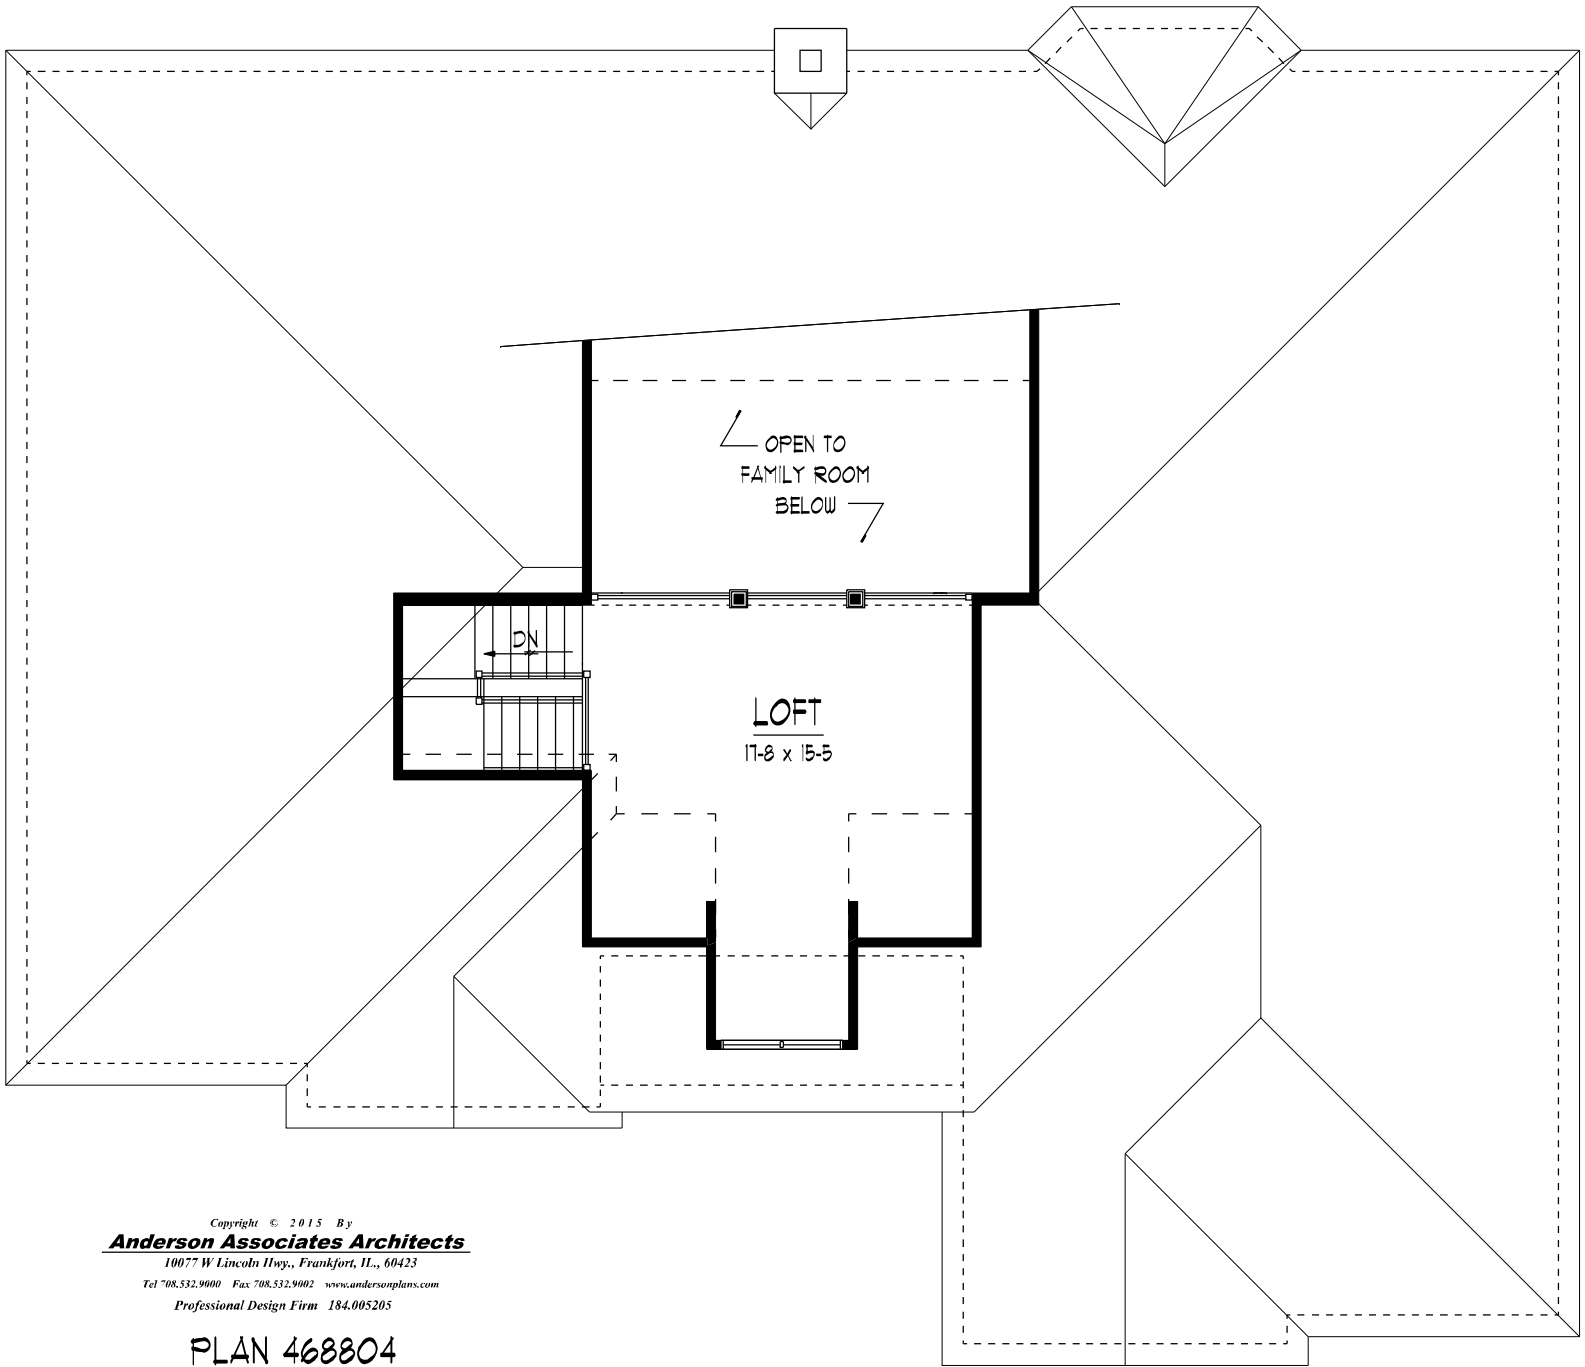 OPEN TO
FAMILY ROOM
BELOW
DN
LOFT
17-8 x 15-5
Copyright © 2015 By
Anderson Associates Architects
10077 W Lincoln Hwy., Frankfort, IL., 60423
Tel 708.532.9000 Fax 708.532.9002 www.andersonplans.com
Professional Design Firm 184.005205
PLAN 468804